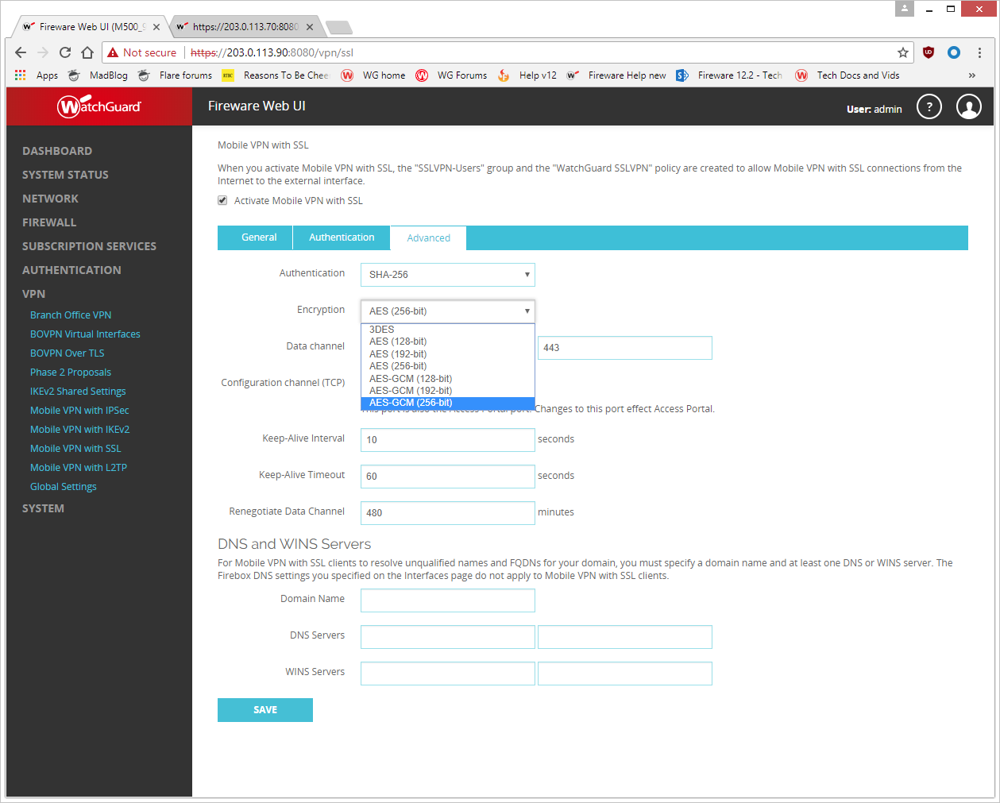 Fireware Web UI (M500_
https://203.0.113.70:8080
Not secure
https://203.0.113.90:8080/vpn/ssl
Apps MadBlog Flare forums Reasons To Be Chee WG home WG Forums Help v12 Fireware Help new Fireware 12.2 - Tech Tech Docs and Vids »
WatchGuard
Fireware Web UI
User: admin
?
DASHBOARD
SYSTEM STATUS
NETWORK
FIREWALL
SUBSCRIPTION SERVICES
AUTHENTICATION
VPN
Branch Office VPN
BOVPN Virtual Interfaces
BOVPN Over TLS
Phase 2 Proposals
IKEv2 Shared Settings
Mobile VPN with IPSec
Mobile VPN with IKEv2
Mobile VPN with SSL
Mobile VPN with L2TP
Global Settings
SYSTEM
Mobile VPN with SSL
When you activate Mobile VPN with SSL, the "SSLVPN-Users" group and the "WatchGuard SSLVPN" policy are created to allow Mobile VPN with SSL connections from the
Internet to the external interface.
Activate Mobile VPN with SSL
General Authentication Advanced
Authentication SHA-256
Encryption AES (256-bit)
3DES
AES (128-bit)
AES (192-bit)
AES (256-bit)
AES-GCM (128-bit)
AES-GCM (192-bit)
AES-GCM (256-bit)
Data channel 443
Configuration channel (TCP)
This port is also the Access Portal port. Changes to this port effect Access Portal.
Keep-Alive Interval 10 seconds
Keep-Alive Timeout 60 seconds
Renegotiate Data Channel 480 minutes
DNS and WINS Servers
For Mobile VPN with SSL clients to resolve unqualified names and FQDNs for your domain, you must specify a domain name and at least one DNS or WINS server. The
Firebox DNS settings you specified on the Interfaces page do not apply to Mobile VPN with SSL clients.
Domain Name
DNS Servers
WINS Servers
SAVE